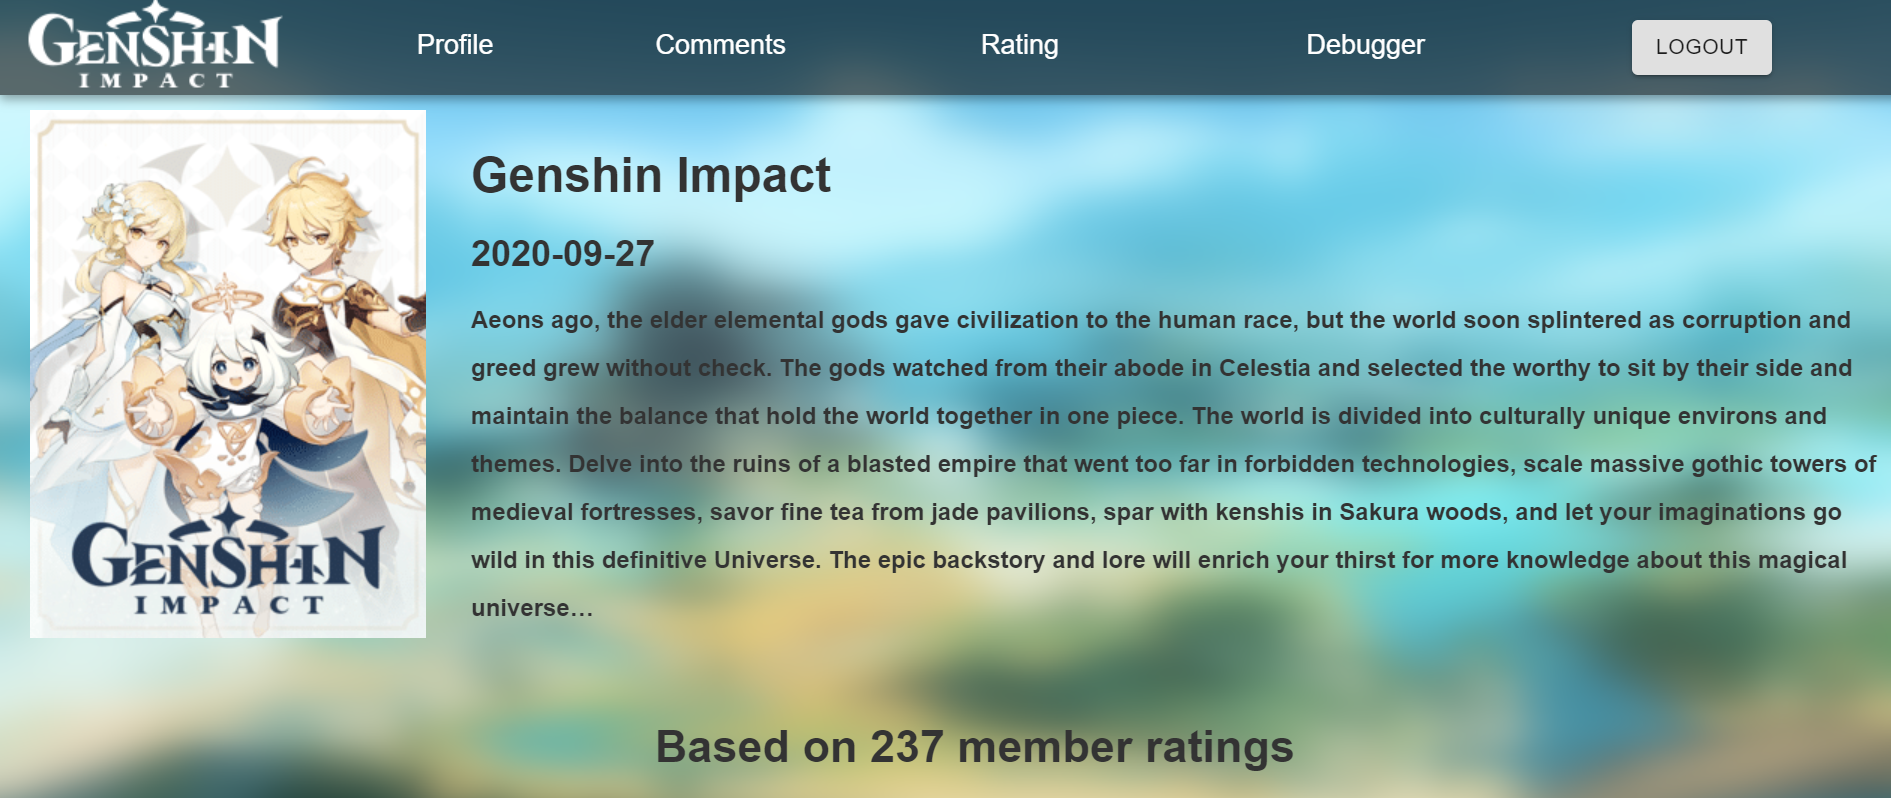 GENSHIN
IMPACT
Profile
Comments
Rating
Debugger
LOGOUT
GENSHIN
IMPACT
Genshin Impact
2020-09-27
Aeons ago, the elder elemental gods gave civilization to the human race, but the world soon splintered as corruption and
greed grew without check. The gods watched from their abode in Celestia and selected the worthy to sit by their side and
maintain the balance that hold the world together in one piece. The world is divided into culturally unique environs and
themes. Delve into the ruins of a blasted empire that went too far in forbidden technologies, scale massive gothic towers of
medieval fortresses, savor fine tea from jade pavilions, spar with kenshis in Sakura woods, and let your imaginations go
wild in this definitive Universe. The epic backstory and lore will enrich your thirst for more knowledge about this magical
universe…
Based on 237 member ratings